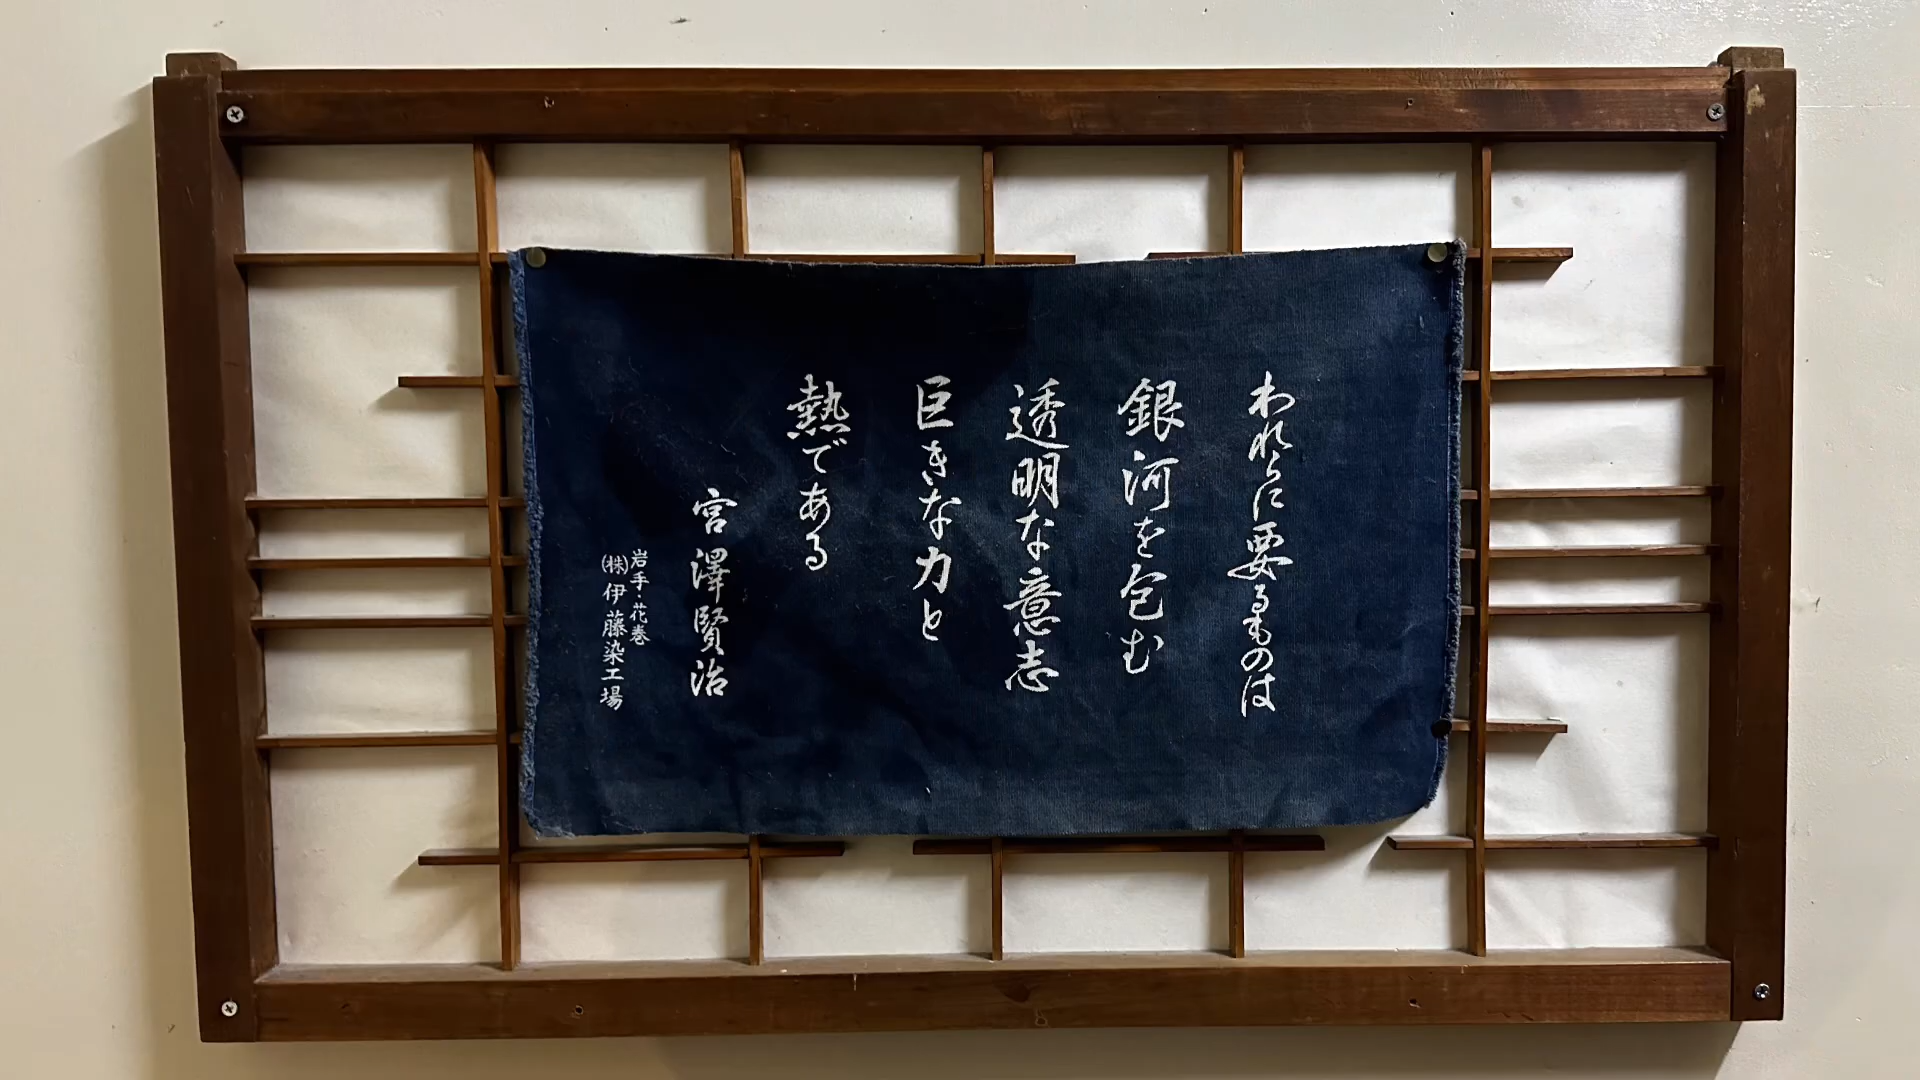 われらに要るものは
銀河を包む
透明な意志
巨きな力と
熱である
宮澤賢治
岩手・花巻
(株)伊藤染工場